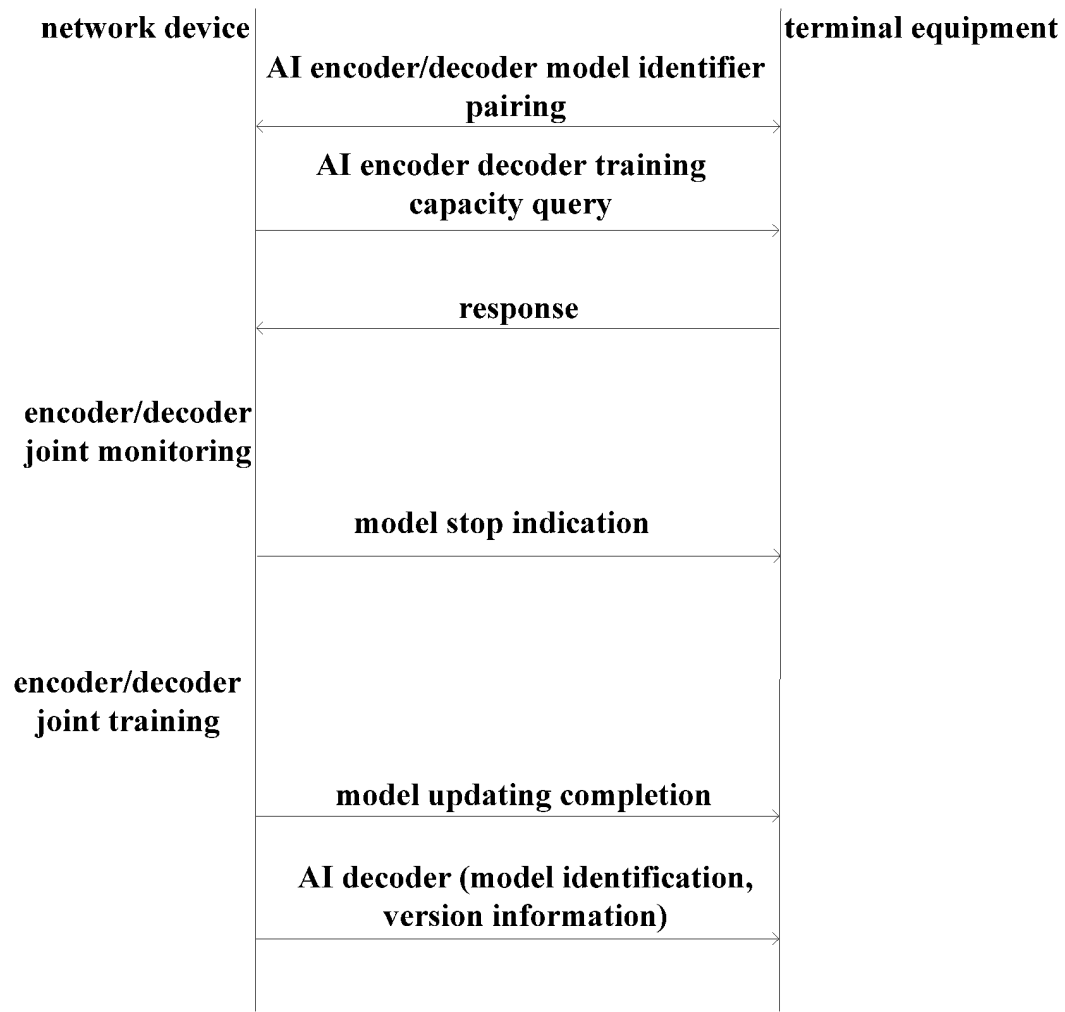 network device
terminal equipment
AI encoder/decoder model identifier
pairing
AI encoder decoder training
capacity query
response
encoder/decoder
joint monitoring
model stop indication
encoder/decoder
joint training
model updating completion
AI decoder (model identification,
version information)